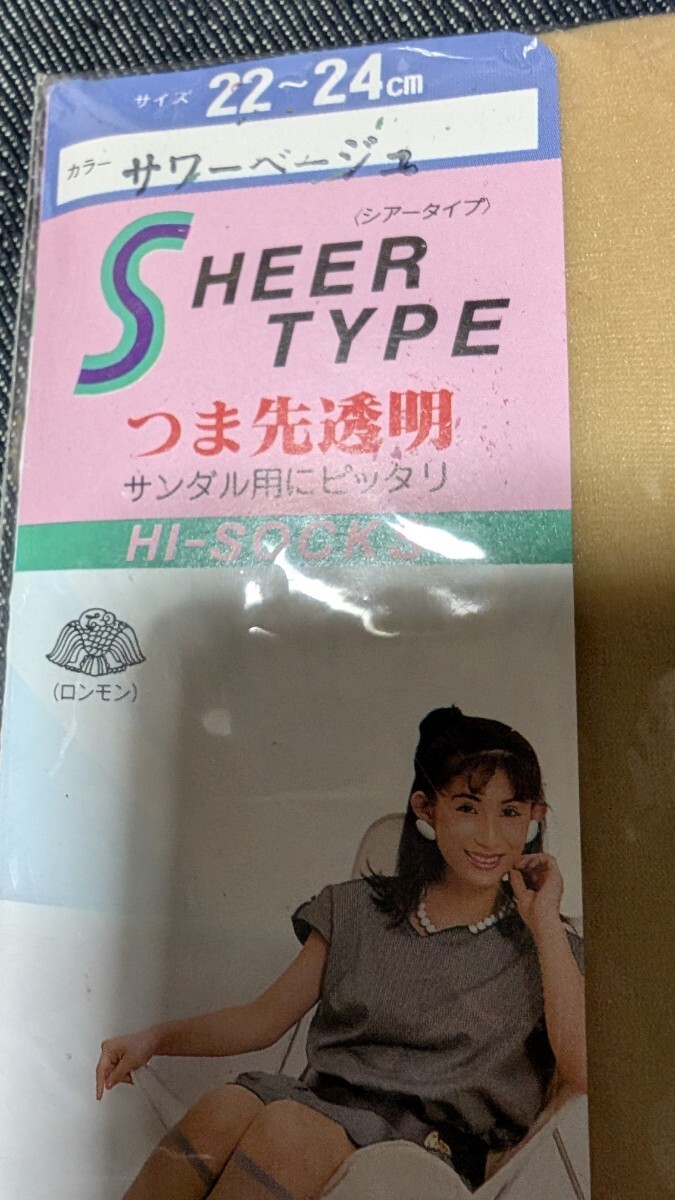 サイズ 22~24cm
カラー サワーベージュ
(シアータイプ)
SHEER
TYPE
つま先透明
サンダル用にピッタリ
HI-SOCKS
(ロンモン)